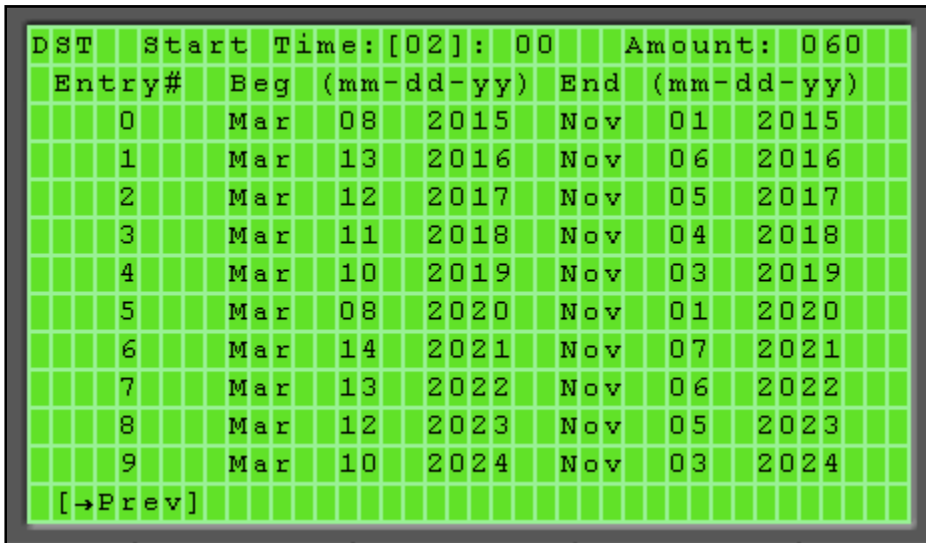 DST Start Time:[02]: 00 Amount: 060
Entry# Beg (mm-dd-yy) End (mm-dd-yy)
0 Mar 08 2015 Nov 01 2015
1 Mar 13 2016 Nov 06 2016
2 Mar 12 2017 Nov 05 2017
3 Mar 11 2018 Nov 04 2018
4 Mar 10 2019 Nov 03 2019
5 Mar 08 2020 Nov 01 2020
6 Mar 14 2021 Nov 07 2021
7 Mar 13 2022 Nov 06 2022
8 Mar 12 2023 Nov 05 2023
9 Mar 10 2024 Nov 03 2024
[→Prev]